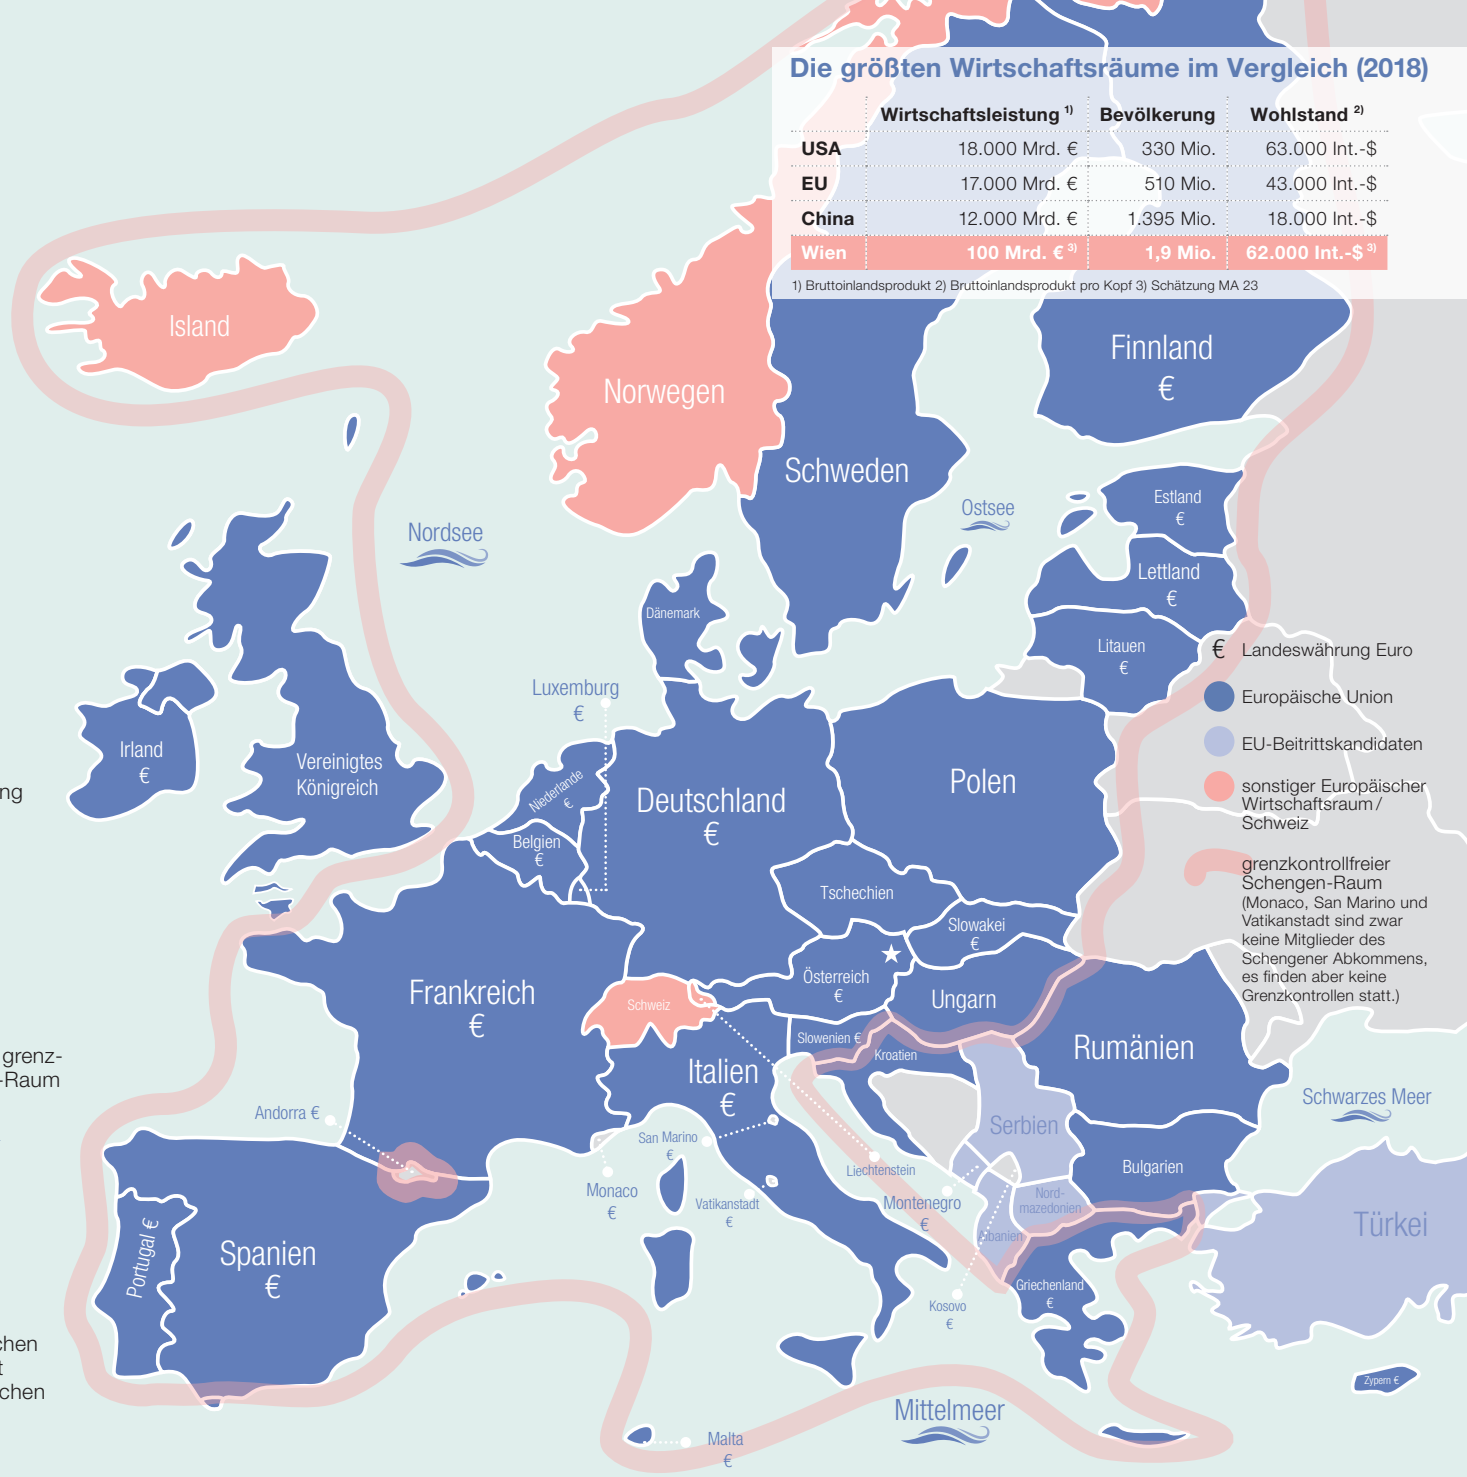 Die größten Wirtschaftsräume im Vergleich (2018)
Wirtschaftsleistung 1) Bevölkerung Wohlstand 2)
USA 18.000 Mrd. € 330 Mio. 63.000 Int.-$
EU 17.000 Mrd. € 510 Mio. 43.000 Int.-$
China 12.000 Mrd. € 1.395 Mio. 18.000 Int.-$
Wien 100 Mrd. € 3) 1,9 Mio. 62.000 Int.-$ 3)
1) Bruttoinlandsprodukt 2) Bruttoinlandsprodukt pro Kopf 3) Schätzung MA 23
Island
Finnland
€
Norwegen
Schweden
Estland
€
Ostsee
Nordsee
Lettland
€
Dänemark
Litauen
€
€ Landeswährung Euro
Europäische Union
EU-Beitrittskandidaten
sonstiger Europäischer
Wirtschaftsraum /
Schweiz
grenzkontrollfreier
Schengen-Raum
(Monaco, San Marino und
Vatikanstadt sind zwar
keine Mitglieder des
Schengener Abkommens,
es finden aber keine
Grenzkontrollen statt.)
Luxemburg
€
Irland
€
Vereinigtes
Königreich
Niederlande
€
Belgien
€
Deutschland
€
Polen
ng
Tschechien
Slowakei
€
Österreich
€
Ungarn
Frankreich
€
Schweiz
Slowenien €
Kroatien
Rumänien
grenz-
-Raum
Italien
€
Schwarzes Meer
Andorra €
Serbien
San Marino
€
Liechtenstein
Bulgarien
Monaco
€
Vatikanstadt
€
Montenegro
€
Nord-
mazedonien
Albanien
Türkei
Portugal €
Spanien
€
Kosovo
€
Griechenland
€
chen
t
chen
Zypern €
Mittelmeer
Malta
€